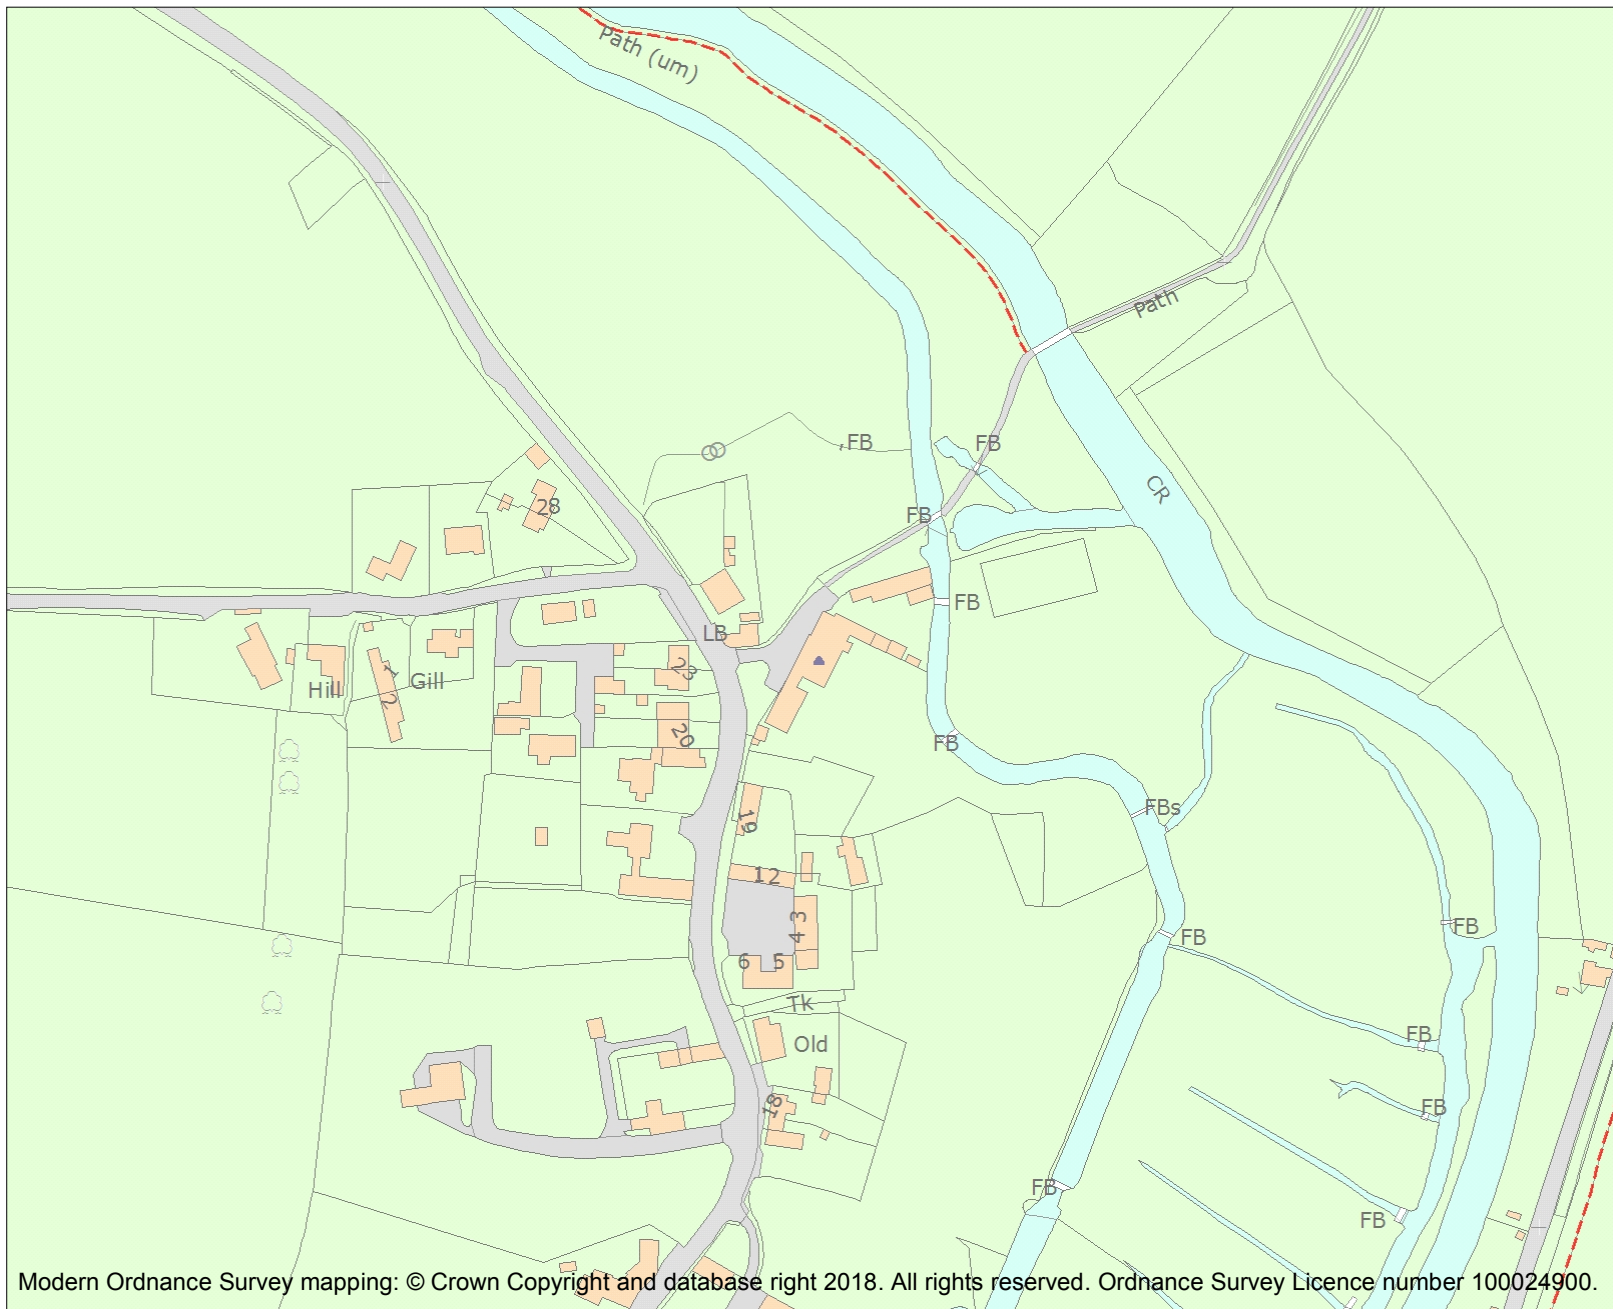 Path (um)
Path
CR
,FB
FB
FB
28
FB
LB
23
1
2
Hill
Gill
20
FB
FBs
19
12
3
4
6
5
FB
FB
Tk
Old
FB
FB
18
FB
FB
Modern Ordnance Survey mapping: © Crown Copyright and database right 2018. All rights reserved. Ordnance Survey Licence number 100024900.